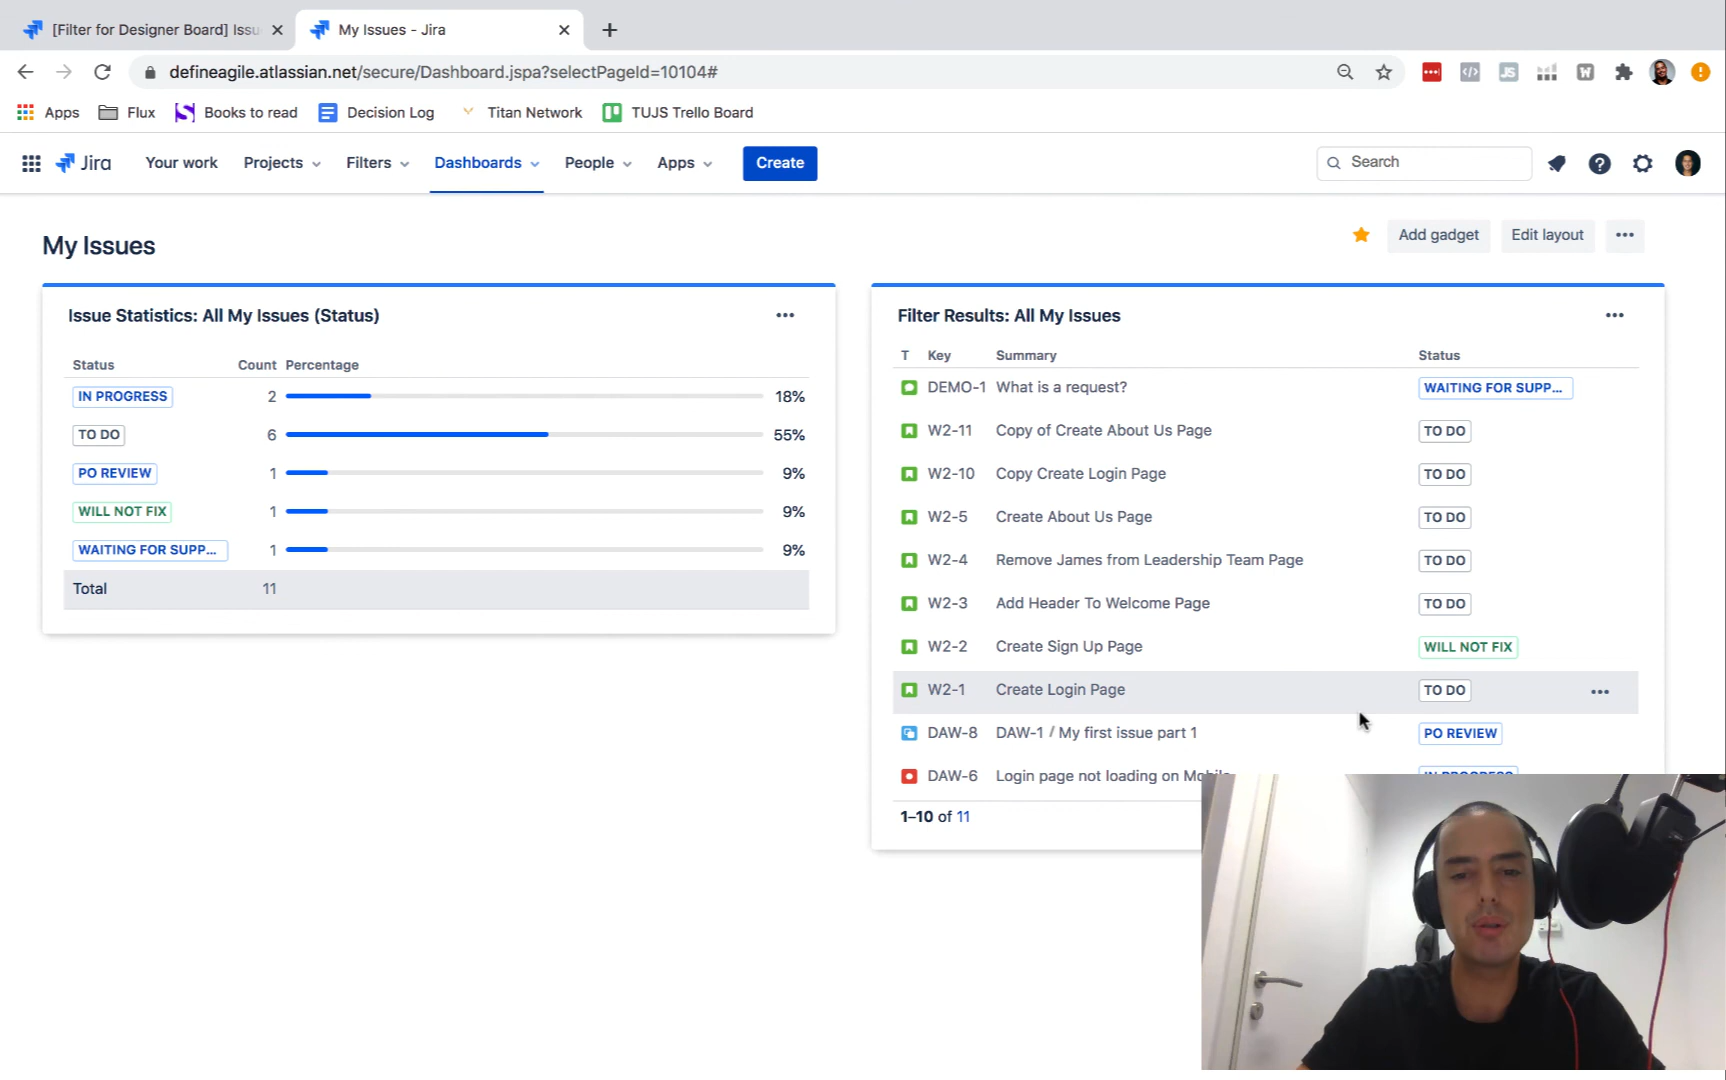 [Filter for Designer Board] Issu
My Issues - Jira
defineagile.atlassian.net/secure/Dashboard.jspa?selectPageId=10104#
Apps
Flux
Books to read
Decision Log
Titan Network
TUJS Trello Board
Jira
Your work
Projects
Filters
Dashboards
People
Apps
Create
Search
My Issues
Add gadget
Edit layout
Issue Statistics: All My Issues (Status)
Status Count Percentage
IN PROGRESS 2 18%
TO DO 6 55%
PO REVIEW 1 9%
WILL NOT FIX 1 9%
WAITING FOR SUPP... 1 9%
Total 11
Filter Results: All My Issues
T Key Summary Status
DEMO-1 What is a request? WAITING FOR SUPP...
W2-11 Copy of Create About Us Page TO DO
W2-10 Copy Create Login Page TO DO
W2-5 Create About Us Page TO DO
W2-4 Remove James from Leadership Team Page TO DO
W2-3 Add Header To Welcome Page TO DO
W2-2 Create Sign Up Page WILL NOT FIX
W2-1 Create Login Page TO DO
DAW-8 DAW-1 / My first issue part 1 PO REVIEW
DAW-6 Login page not loading on Mobile IN PROGRESS
1–10 of 11